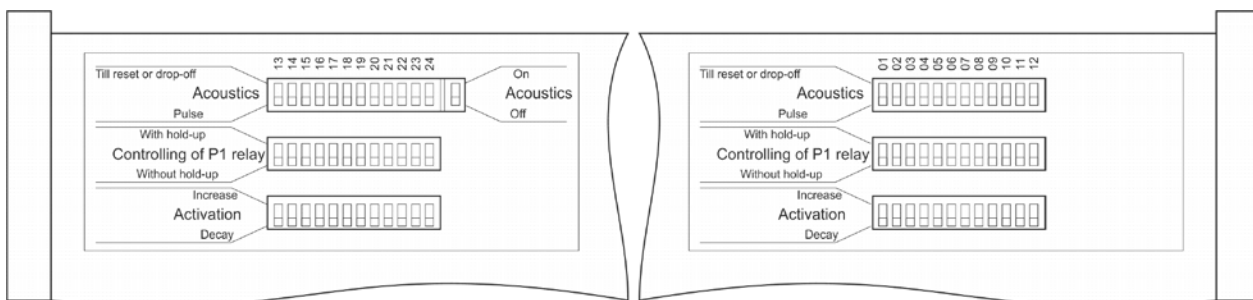 13 14 15 16 17 18 19 20 21 22 23 24
Till reset or drop-off
On
Acoustics
Acoustics
Pulse
Off
With hold-up
Controlling of P1 relay
Without hold-up
Increase
Activation
Decay
01 02 03 04 05 06 07 08 09 10 11 12
Till reset or drop-off
Acoustics
Pulse
With hold-up
Controlling of P1 relay
Without hold-up
Increase
Activation
Decay